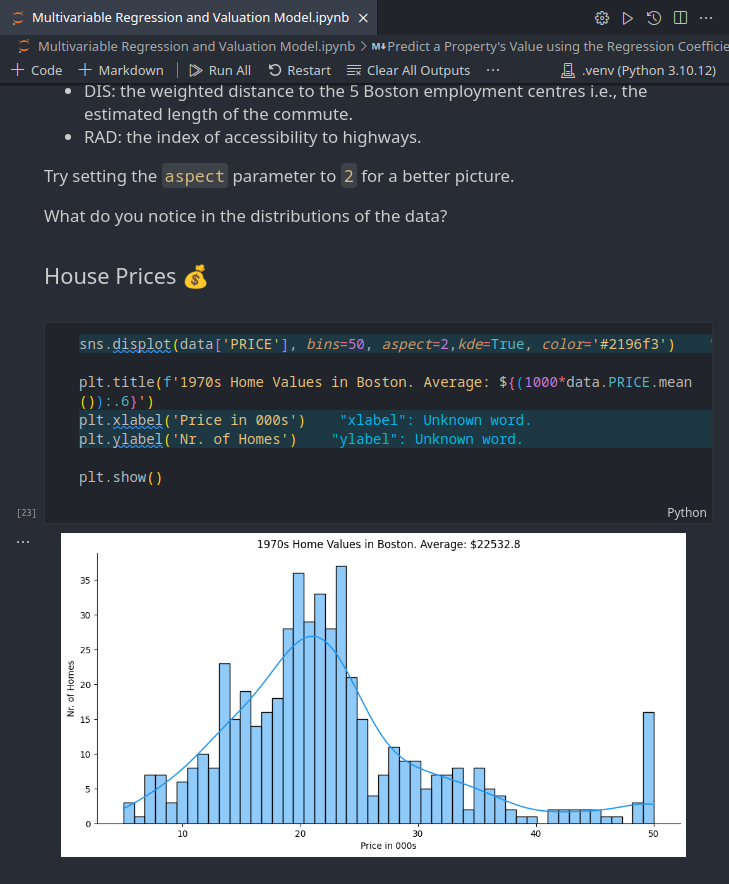 Multivariable Regression and Valuation Model.ipynb ×
Multivariable Regression and Valuation Model.ipynb > M↓Predict a Property's Value using the Regression Coefficie
+ Code + Markdown | Run All Restart Clear All Outputs ··· .venv (Python 3.10.12)
• DIS: the weighted distance to the 5 Boston employment centres i.e., the
estimated length of the commute.
• RAD: the index of accessibility to highways.
Try setting the aspect parameter to 2 for a better picture.
What do you notice in the distributions of the data?
House Prices 💰
sns.displot(data['PRICE'], bins=50, aspect=2,kde=True, color='#2196f3')
plt.title(f'1970s Home Values in Boston. Average: ${(1000*data.PRICE.mean
()):.6}')
plt.xlabel('Price in 000s') "xlabel": Unknown word.
plt.ylabel('Nr. of Homes') "ylabel": Unknown word.
plt.show()
[23] Python
···
1970s Home Values in Boston. Average: $22532.8
35
30
25
20
15
10
5
0
Nr. of Homes
10 20 30 40 50
Price in 000s